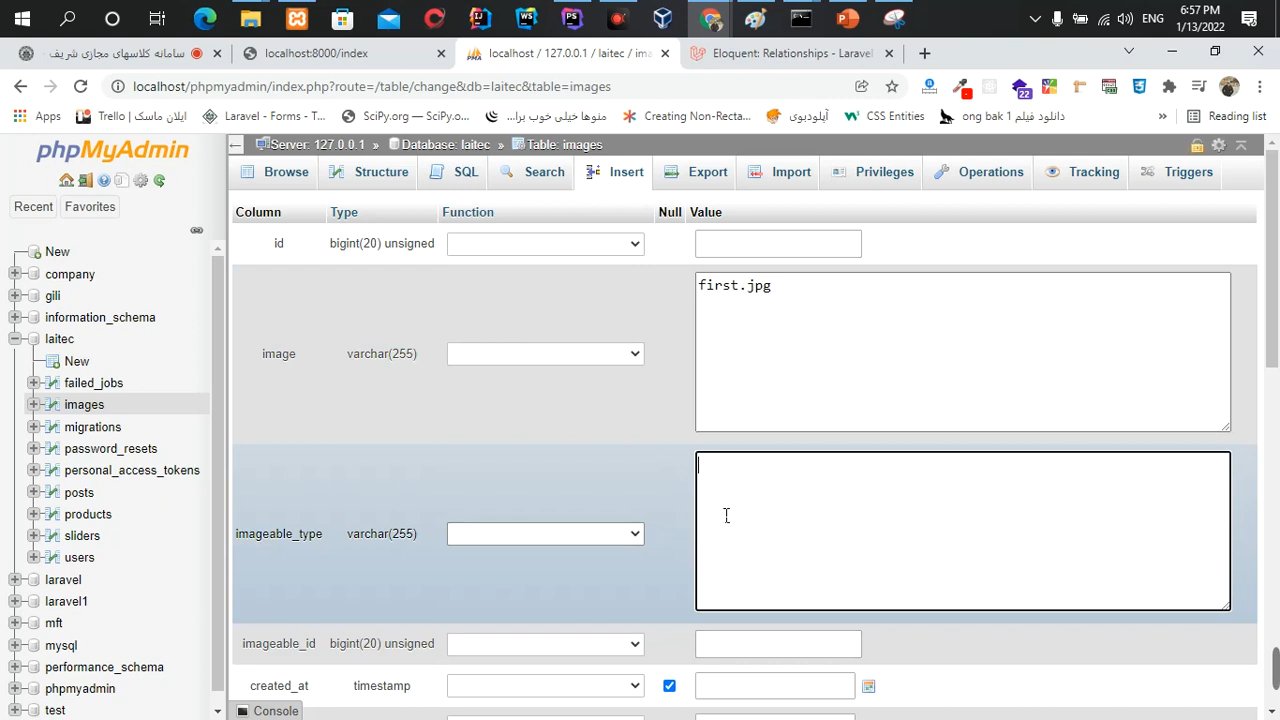 6:57 PM
ENG
1/13/2022
سامانه کلاسهای مجازی شریف
localhost:8000/index
localhost / 127.0.0.1 / laitec / ima
Eloquent: Relationships - Laravel
localhost/phpmyadmin/index.php?route=/table/change&db=laitec&table=images
22
Apps
ایلان ماسک | Trello
Laravel - Forms - T...
SciPy.org — SciPy.o...
منوها خیلی خوب برا...
Creating Non-Recta...
آپلودبوی
CSS Entities
دانلود فیلم ong bak 1
»
Reading list
phpMyAdmin
Recent
Favorites
New
company
gili
information_schema
laitec
New
failed_jobs
images
migrations
password_resets
personal_access_tokens
posts
products
sliders
users
laravel
laravel1
mft
mysql
performance_schema
phpmyadmin
test
Server: 127.0.0.1 » Database: laitec » Table: images
Browse
Structure
SQL
Search
Insert
Export
Import
Privileges
Operations
Tracking
Triggers
Column
Type
Function
Null
Value
id
bigint(20) unsigned
image
varchar(255)
first.jpg
imageable_type
varchar(255)
imageable_id
bigint(20) unsigned
created_at
timestamp
Console